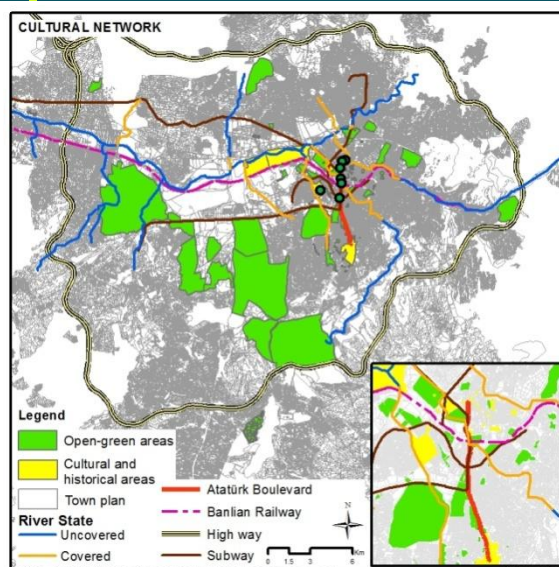 CULTURAL NETWORK
Legend
Open-green areas
Cultural and
historical areas
Town plan
River State
Uncovered
Covered
Atatürk Boulevard
Banlian Railway
High way
Subway
N
Km
0 1.5 3 6